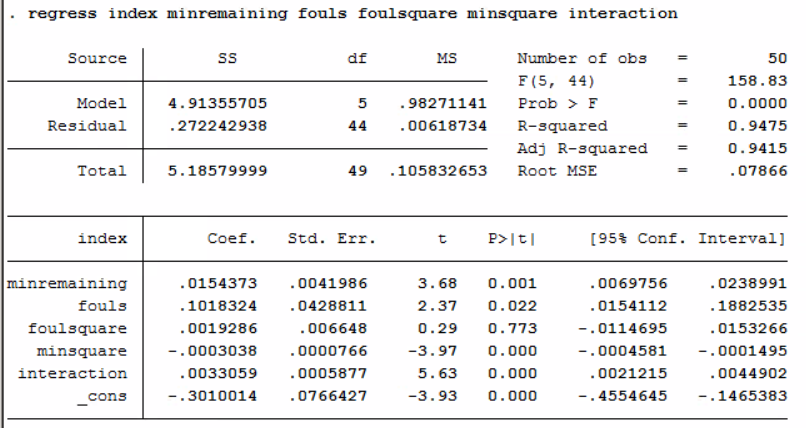 . regress index minremaining fouls foulsquare minsquare interaction
Source SS df MS Number of obs = 50
F(5, 44) = 158.83
Model 4.91355705 5 .98271141 Prob > F = 0.0000
Residual .272242938 44 .00618734 R-squared = 0.9475
Adj R-squared = 0.9415
Total 5.18579999 49 .105832653 Root MSE = .07866
index Coef. Std. Err. t P>|t| [95% Conf. Interval]
minremaining .0154373 .0041986 3.68 0.001 .0069756 .0238991
fouls .1018324 .0428811 2.37 0.022 .0154112 .1882535
foulsquare .0019286 .006648 0.29 0.773 -.0114695 .0153266
minsquare -.0003038 .0000766 -3.97 0.000 -.0004581 -.0001495
interaction .0033059 .0005877 5.63 0.000 .0021215 .0044902
_cons -.3010014 .0766427 -3.93 0.000 -.4554645 -.1465383